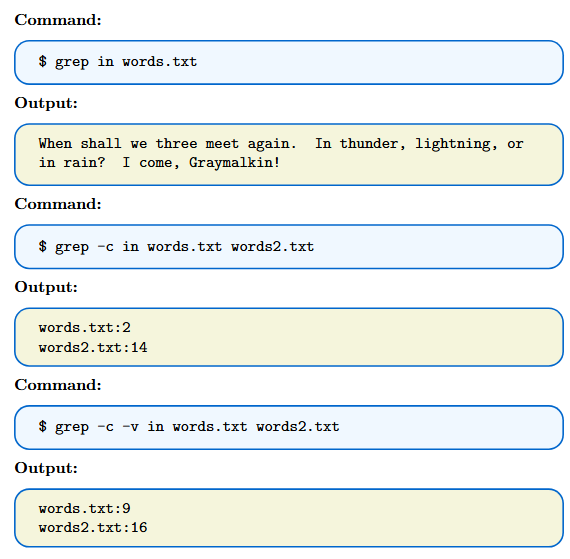 Command:
$ grep in words.txt
Output:
When shall we three meet again.  In thunder, lightning, or
in rain?  I come, Graymalkin!
Command:
$ grep -c in words.txt words2.txt
Output:
words.txt:2
words2.txt:14
Command:
$ grep -c -v in words.txt words2.txt
Output:
words.txt:9
words2.txt:16